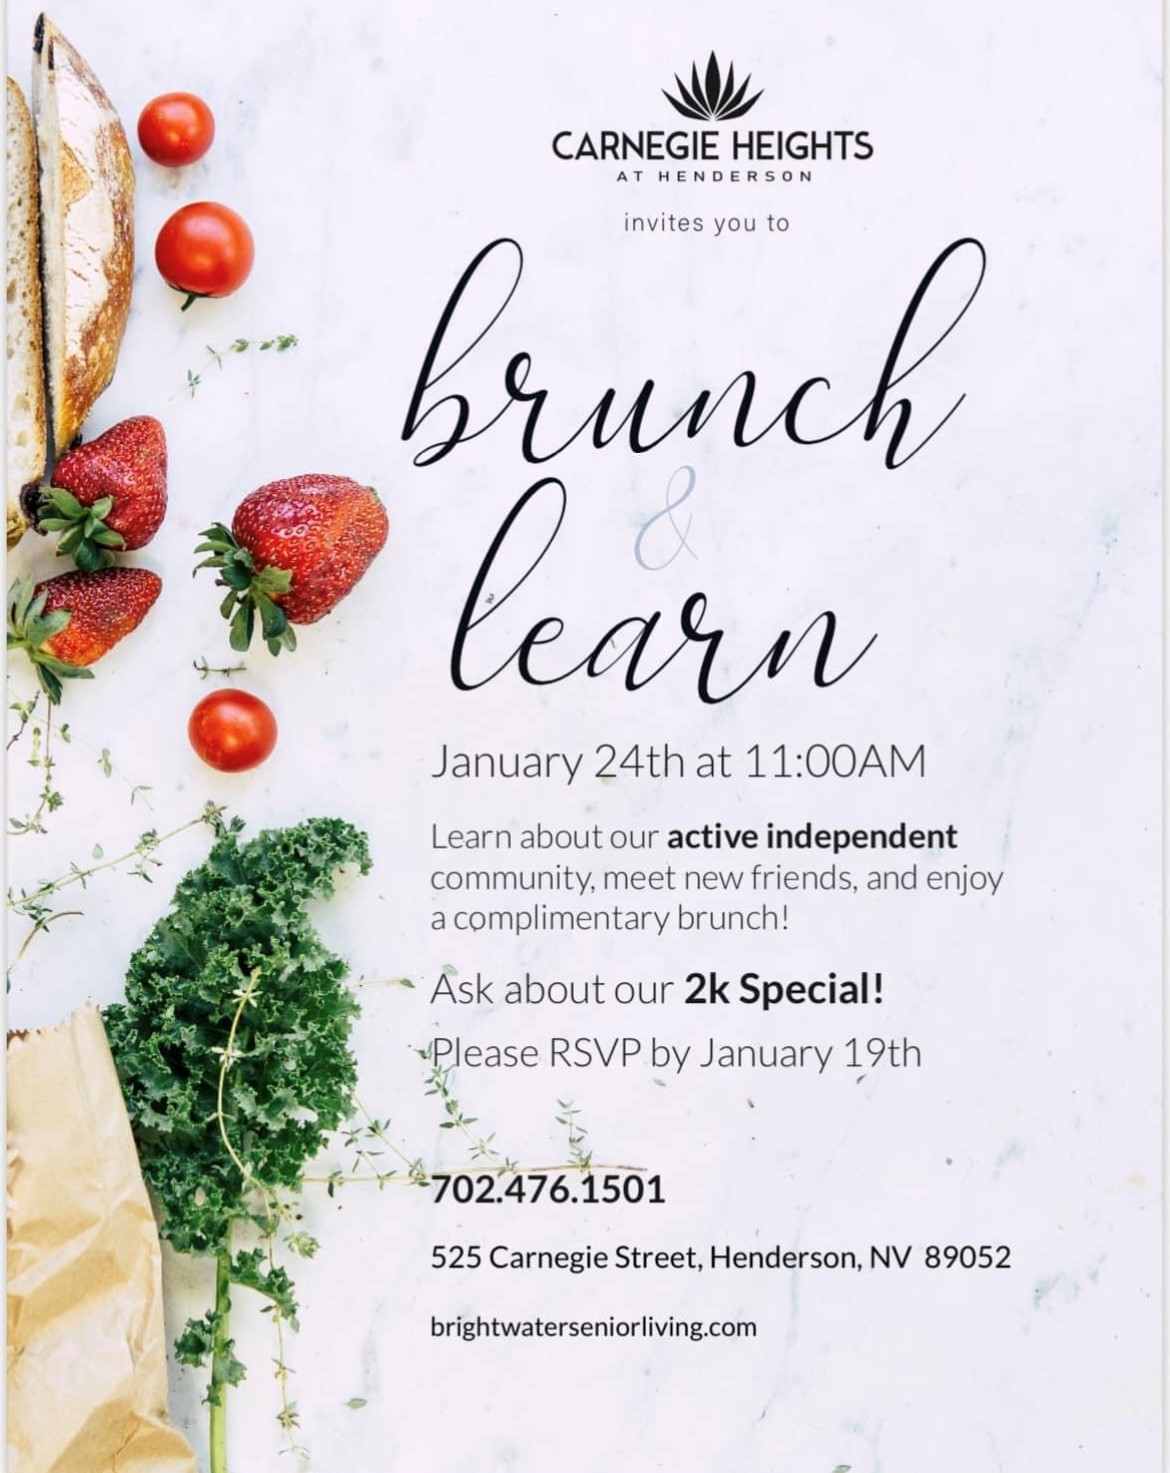 CARNEGIE HEIGHTS
AT HENDERSON
invites you to
brunch
&
learn
January 24th at 11:00AM
Learn about our active independent
community, meet new friends, and enjoy
a complimentary brunch!
Ask about our 2k Special!
Please RSVP by January 19th
702.476.1501
525 Carnegie Street, Henderson, NV 89052
brightwaterseniorliving.com